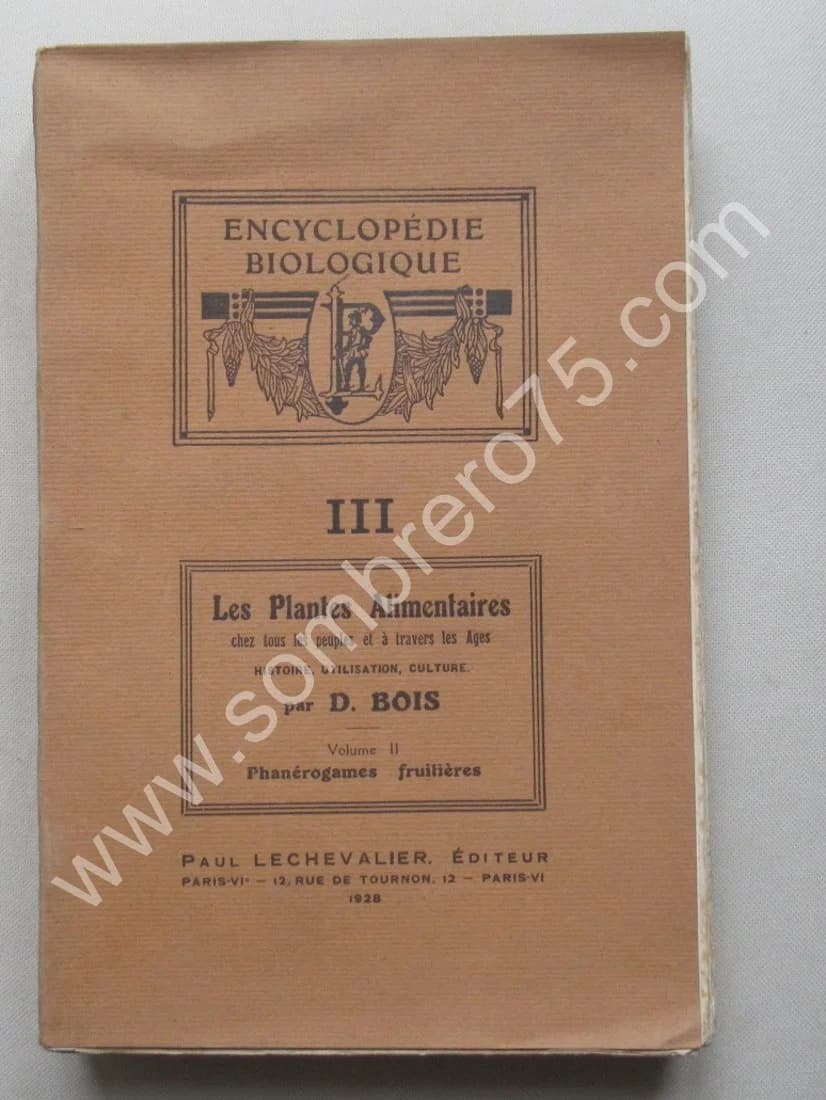 ENCYCLOPÉDIE
BIOLOGIQUE
III
Les Plantes Alimentaires
chez tous les peuples et à travers les Ages
HISTOIRE, UTILISATION, CULTURE.
par D. BOIS
Volume II
Phanérogames fruitières
PAUL LECHEVALIER, ÉDITEUR
PARIS-VIᵉ — 12, RUE DE TOURNON, 12 — PARIS-VI
1928
www.sombrero75.com